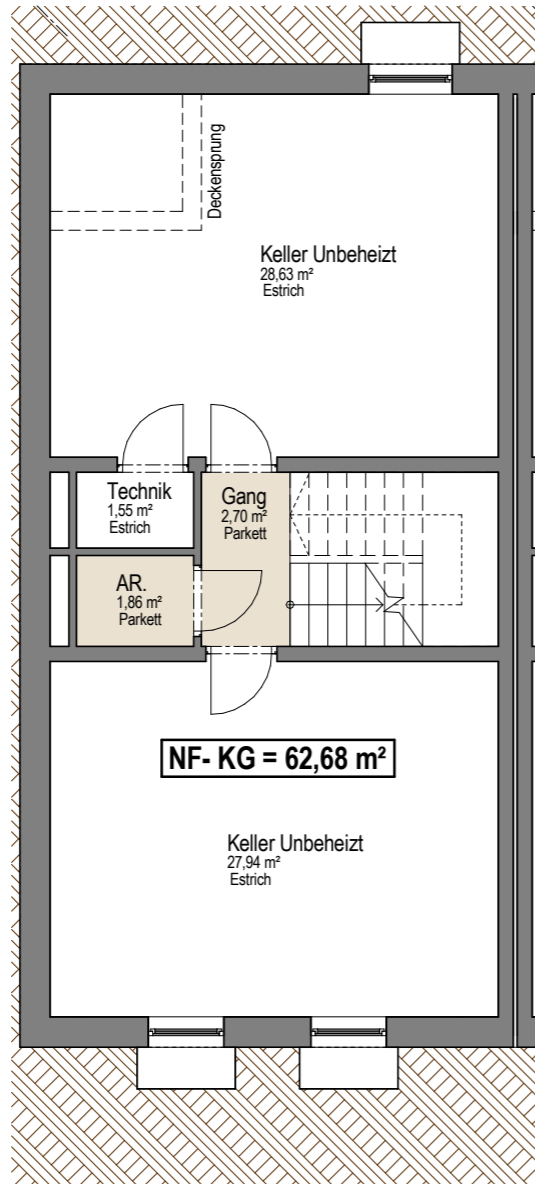 Deckensprung
Keller Unbeheizt
28,63 m²
Estrich
Technik
1,55 m²
Estrich
Gang
2,70 m²
Parkett
AR.
1,86 m²
Parkett
NF- KG = 62,68 m²
Keller Unbeheizt
27,94 m²
Estrich